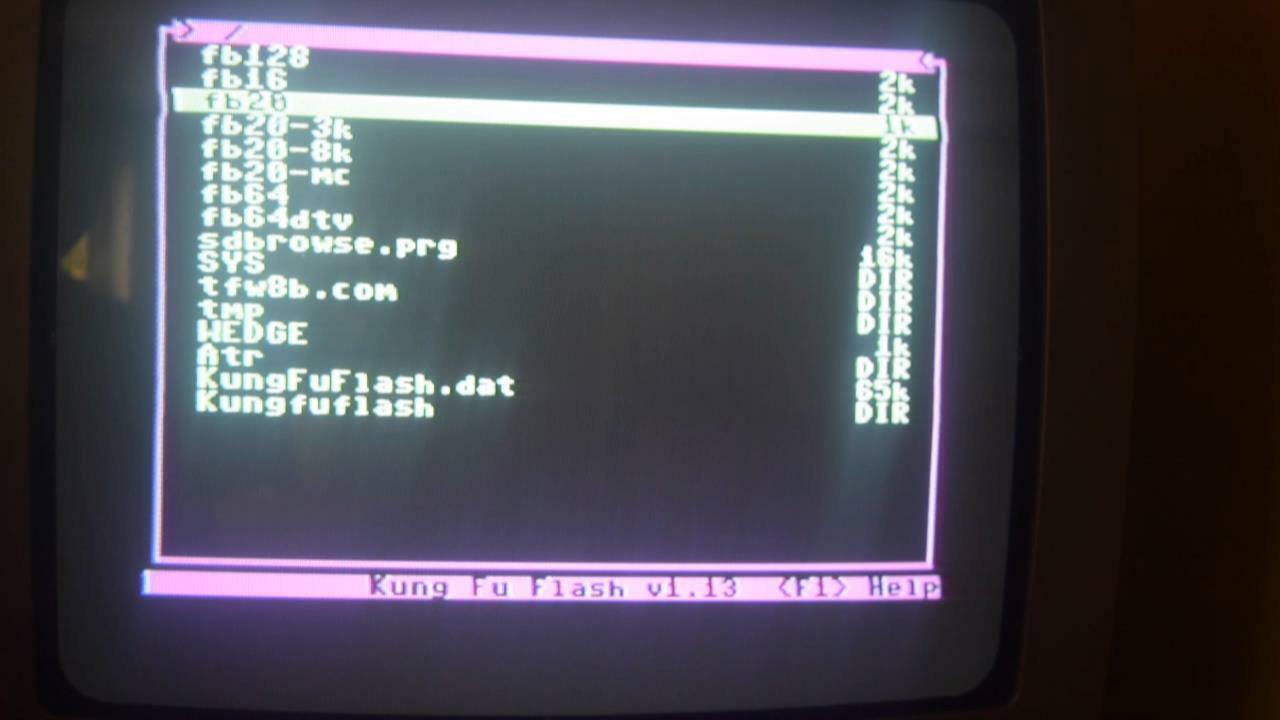 /
fb128 2k
fb16 2k
fb20 1k
fb20-3k 2k
fb20-8k 2k
fb20-mc 2k
fb64 2k
fb64dtv 2k
sdbrowse.prg 16k
SYS DIR
tfw8b.com DIR
tmp DIR
WEDGE 1k
Atr DIR
KungFuFlash.dat 65k
Kungfuflash DIR
Kung Fu Flash v1.13 <F1> Help